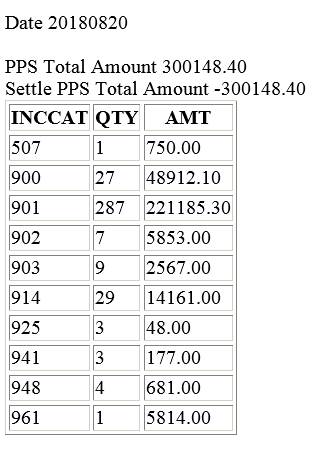 Date 20180820
PPS Total Amount 300148.40
Settle PPS Total Amount -300148.40
INCCAT QTY AMT
507 1 750.00
900 27 48912.10
901 287 221185.30
902 7 5853.00
903 9 2567.00
914 29 14161.00
925 3 48.00
941 3 177.00
948 4 681.00
961 1 5814.00